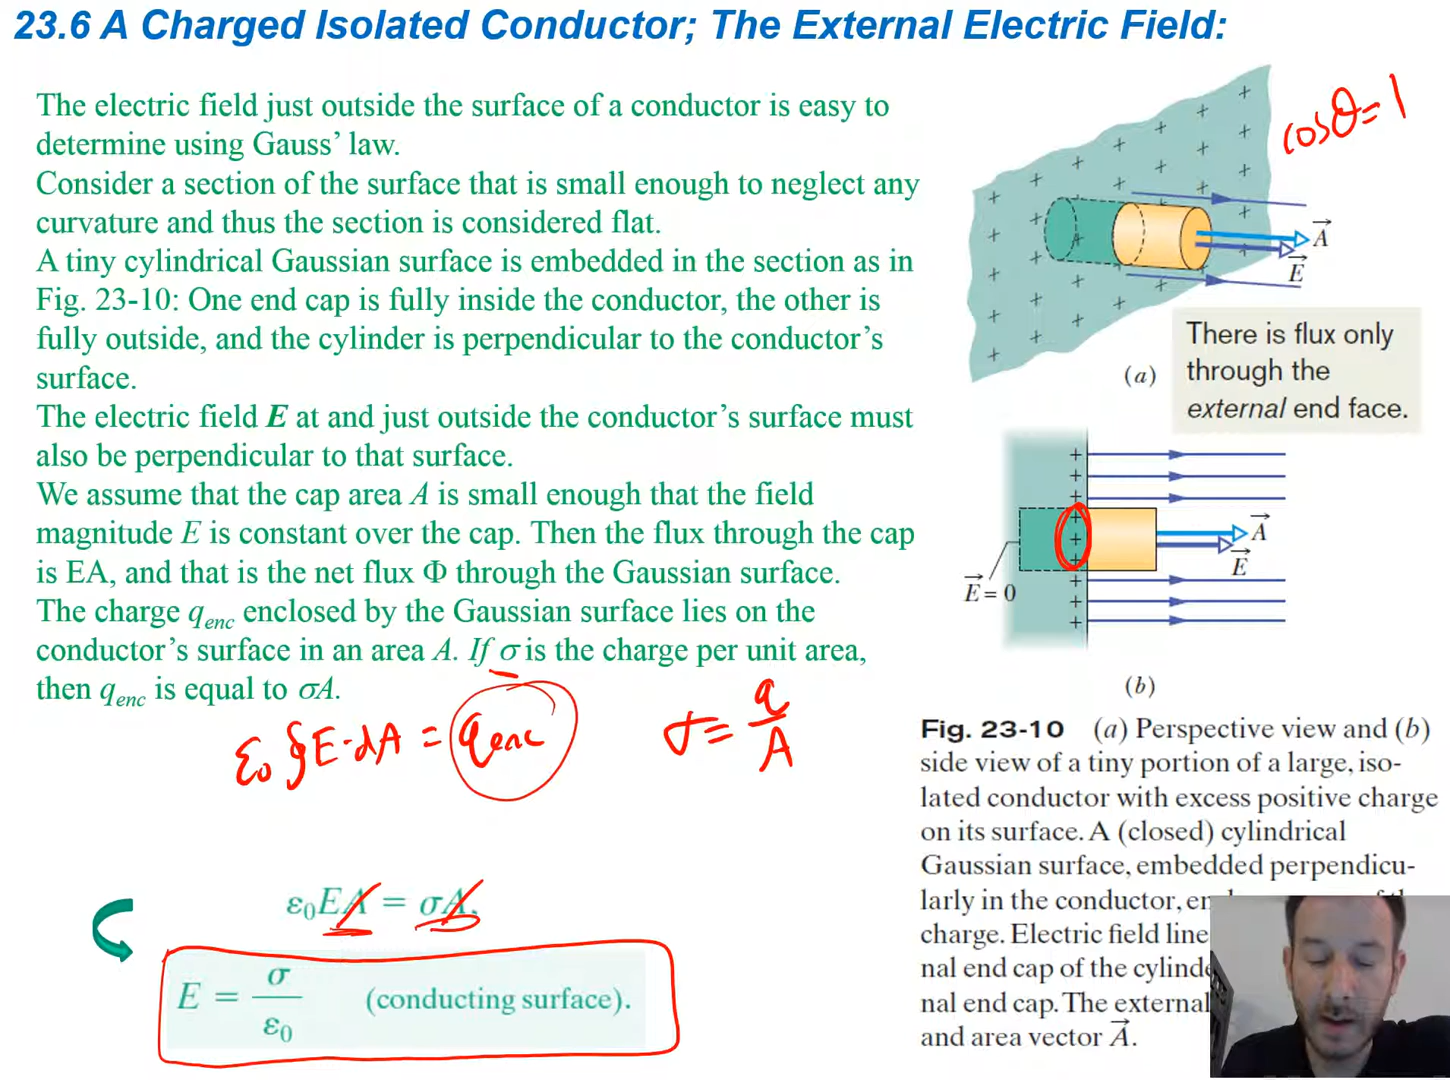 23.6 A Charged Isolated Conductor; The External Electric Field:
The electric field just outside the surface of a conductor is easy to
determine using Gauss' law.
Consider a section of the surface that is small enough to neglect any
curvature and thus the section is considered flat.
A tiny cylindrical Gaussian surface is embedded in the section as in
Fig. 23-10: One end cap is fully inside the conductor, the other is
fully outside, and the cylinder is perpendicular to the conductor's
surface.
The electric field E at and just outside the conductor's surface must
also be perpendicular to that surface.
We assume that the cap area A is small enough that the field
magnitude E is constant over the cap. Then the flux through the cap
is EA, and that is the net flux Φ through the Gaussian surface.
The charge qenc enclosed by the Gaussian surface lies on the
conductor's surface in an area A. If σ is the charge per unit area,
then qenc is equal to σA.
ε0 ∮E·dA = qenc
σ = q/A
ε0EA = σA.
E = σ/ε0 (conducting surface).
cosθ=1
A
E
There is flux only
through the
external end face.
(a)
A
E
E = 0
(b)
Fig. 23-10 (a) Perspective view and (b)
side view of a tiny portion of a large, iso-
lated conductor with excess positive charge
on its surface. A (closed) cylindrical
Gaussian surface, embedded perpendicu-
larly in the conductor,
charge. Electric field line
nal end cap of the
nal end cap. The external
and area vector A.